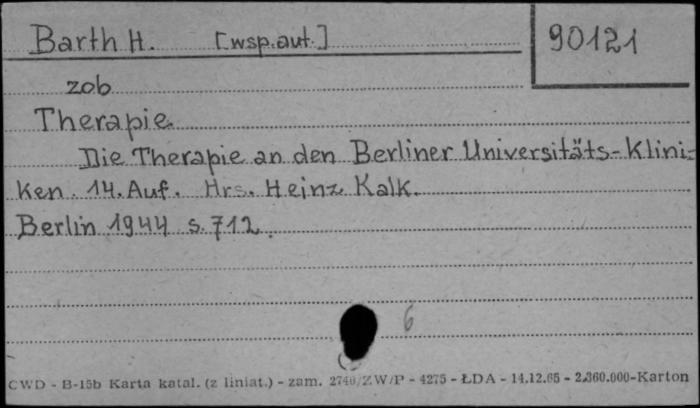 Barth H. [wsp.aut.] 90121
zob
Therapie
Die Therapie an den Berliner Universitäts-Klini-
ken. 14. Auf. Hrs. Heinz Kalk.
Berlin 1944 s. 712.
6
CWD - B-15b Karta katal. (z liniat.) - zam. 2740/ZW/P - 4275 - ŁDA - 14.12.65 - 2.360.000-Karton